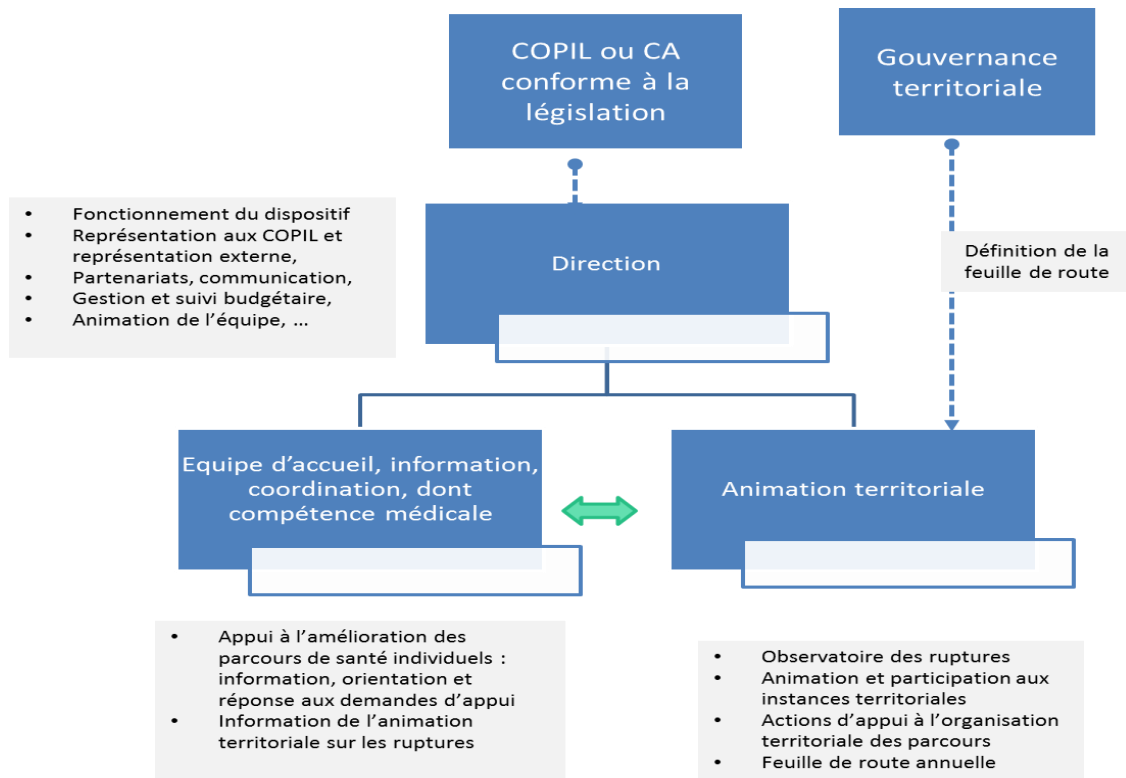 COPIL ou CA
conforme à la
législation
Gouvernance
territoriale
• Fonctionnement du dispositif
• Représentation aux COPIL et
représentation externe,
• Partenariats, communication,
• Gestion et suivi budgétaire,
• Animation de l’équipe, ...
Direction
Définition de la
feuille de route
Equipe d’accueil, information,
coordination, dont
compétence médicale
Animation territoriale
• Appui à l’amélioration des
parcours de santé individuels :
information, orientation et
réponse aux demandes d’appui
• Information de l’animation
territoriale sur les ruptures
• Observatoire des ruptures
• Animation et participation aux
instances territoriales
• Actions d’appui à l’organisation
territoriale des parcours
• Feuille de route annuelle